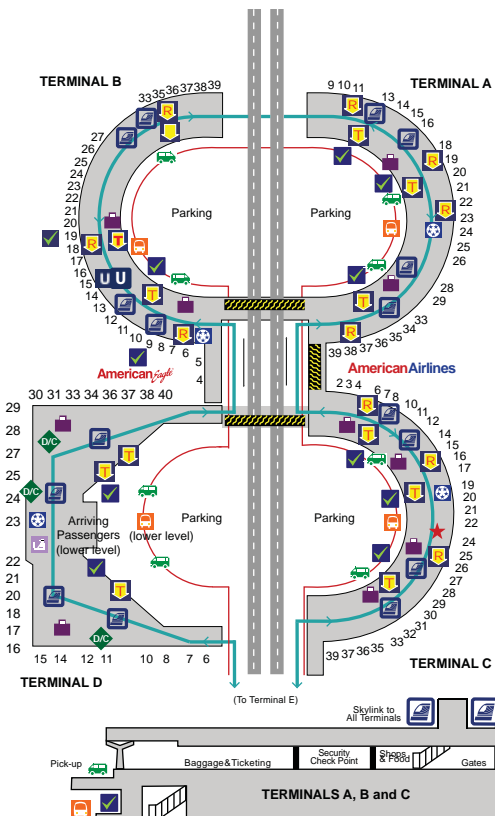 TERMINAL B
TERMINAL A
33 35 36 37 38 39
27
26
25
24
23
22
21
20
19
18
17
16
15
14
13
12
11
10
9
8
7
6
5
4
9 10 11
13
14
15
16
18
19
20
21
22
23
24
25
26
28
29
33
34
35
36
37
38
39
R
T
U U
Parking
Parking
AmericanEagle
AmericanAirlines
30 31 33 34 36 37 38 40
29
28
27
25
24
23
22
21
20
18
17
16
15 14 12 11 10 8 7 6
D/C
D/C
D/C
Arriving
Passengers
(lower level)
(lower level)
Parking
Parking
2 3 4 6 7 8
10
11
12
14
15
16
17
19
20
21
22
24
25
26
27
28
29
30
31
32
33
35
36
37
39
TERMINAL D
TERMINAL C
(To Terminal E)
Skylink to
All Terminals
Pick-up
Baggage & Ticketing
Security
Check Point
Shops
& Food
Gates
TERMINALS A, B and C